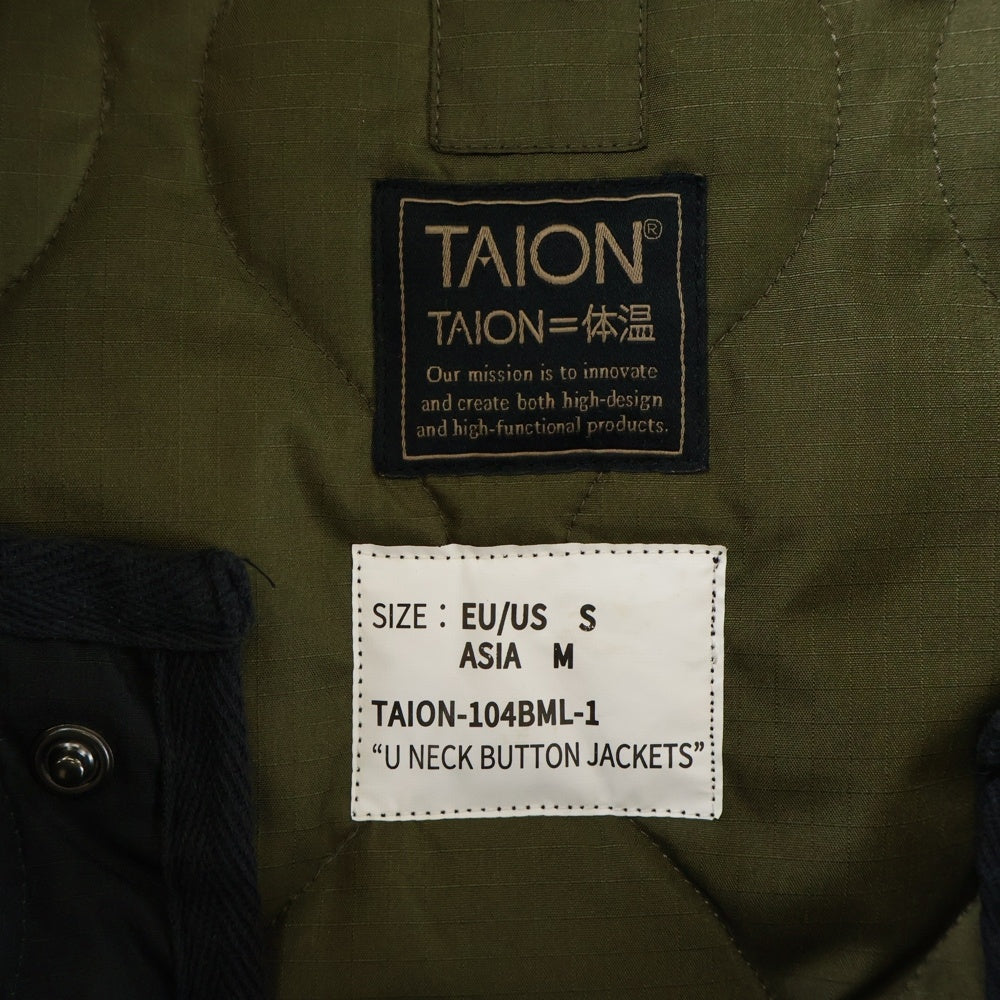 TAION®
TAION=体温
Our mission is to innovate
and create both high-design
and high-functional products.
SIZE : EU/US S
ASIA M
TAION-104BML-1
“U NECK BUTTON JACKETS”